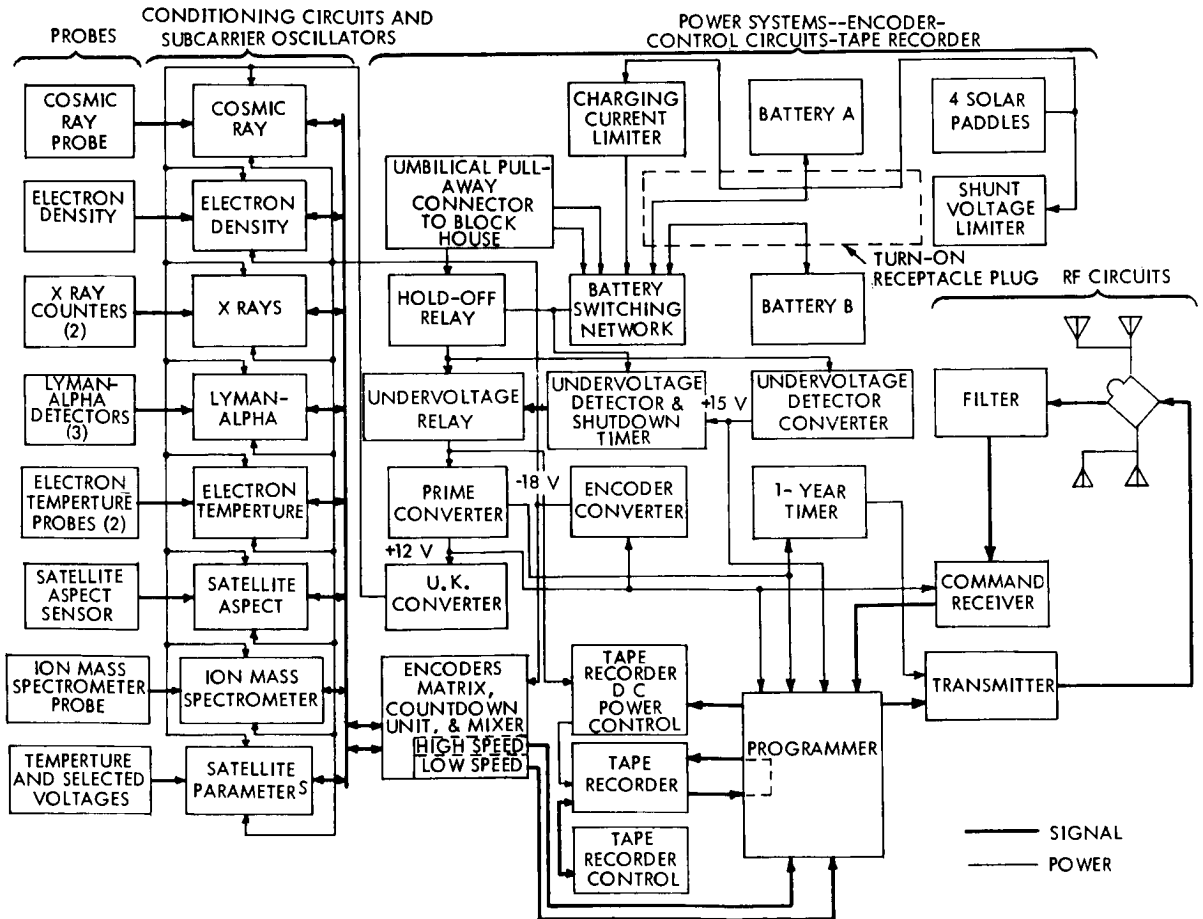 CONDITIONING CIRCUITS AND
SUBCARRIER OSCILLATORS
PROBES
POWER SYSTEMS--ENCODER-
CONTROL CIRCUITS-TAPE RECORDER
COSMIC
RAY
PROBE
COSMIC
RAY
CHARGING
CURRENT
LIMITER
BATTERY A
4 SOLAR
PADDLES
UMBILICAL PULL-
AWAY
CONNECTOR
TO BLOCK
HOUSE
ELECTRON
DENSITY
ELECTRON
DENSITY
SHUNT
VOLTAGE
LIMITER
TURN-ON
RECEPTACLE PLUG
RF CIRCUITS
X RAY
COUNTERS
(2)
X RAYS
HOLD-OFF
RELAY
BATTERY
SWITCHING
NETWORK
BATTERY B
LYMAN-
ALPHA
DETECTORS
(3)
LYMAN-
ALPHA
UNDERVOLTAGE
RELAY
UNDERVOLTAGE
DETECTOR &
SHUTDOWN
TIMER
+15 V
UNDERVOLTAGE
DETECTOR
CONVERTER
FILTER
ELECTRON
TEMPERTURE
PROBES (2)
ELECTRON
TEMPERTURE
PRIME
CONVERTER
-18 V
ENCODER
CONVERTER
1- YEAR
TIMER
+12 V
SATELLITE
ASPECT
SENSOR
SATELLITE
ASPECT
U.K.
CONVERTER
COMMAND
RECEIVER
ION MASS
SPECTROMETER
PROBE
ION MASS
SPECTROMETER
ENCODERS
MATRIX,
COUNTDOWN
UNIT, & MIXER
HIGH SPEED
LOW SPEED
TAPE
RECORDER
D C
POWER
CONTROL
TRANSMITTER
PROGRAMMER
TEMPERTURE
AND SELECTED
VOLTAGES
SATELLITE
PARAMETERS
TAPE
RECORDER
TAPE
RECORDER
CONTROL
SIGNAL
POWER